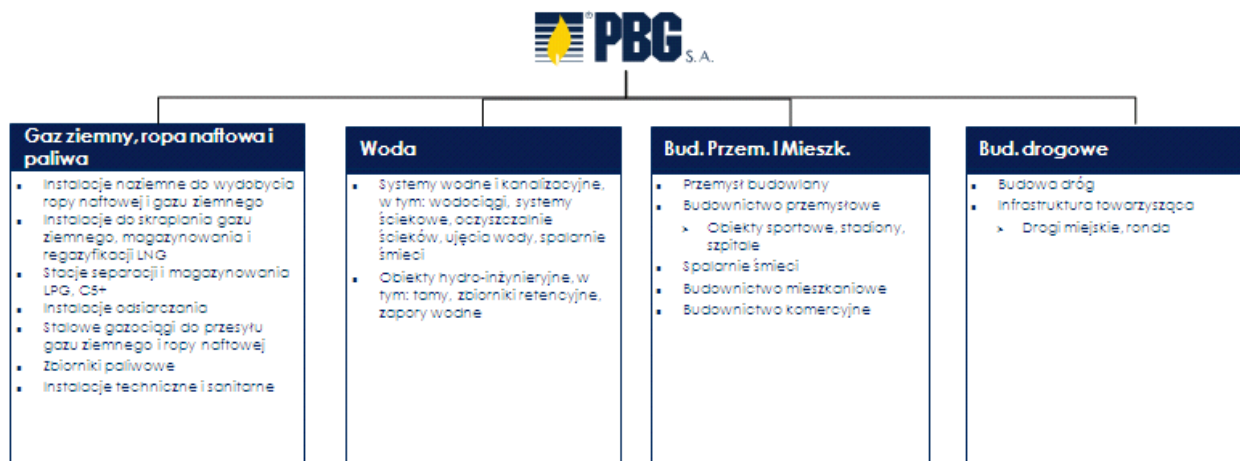 PBG S.A.
Gaz ziemny, ropa naftowa i
paliwa
Instalacje naziemne do wydobycia
ropy naftowej i gazu ziemnego
Instalacje do skraplania gazu
ziemnego, magazynowania i
regazyfikacji LNG
Stacje separacji i magazynowania
LPG, C5+
Instalacje odsiarczania
Stalowe gazociągi do przesyłu
gazu ziemnego i ropy naftowej
Zbiorniki paliwowe
Instalacje techniczne i sanitarne
Woda
Systemy wodne i kanalizacyjne,
w tym: wodociągi, systemy
ściekowe, oczyszczalnie
ścieków, ujęcia wody, spalarnie
śmieci
Obiekty hydro-inżynieryjne, w
tym: tamy, zbiorniki retencyjne,
zapory wodne
Bud. Przem. I Mieszk.
Przemysł budowlany
Budownictwo przemysłowe
Obiekty sportowe, stadiony,
szpitale
Spalarnie śmieci
Budownictwo mieszkaniowe
Budownictwo komercyjne
Bud. drogowe
Budowa dróg
Infrastruktura towarzysząca
Drogi miejskie, ronda